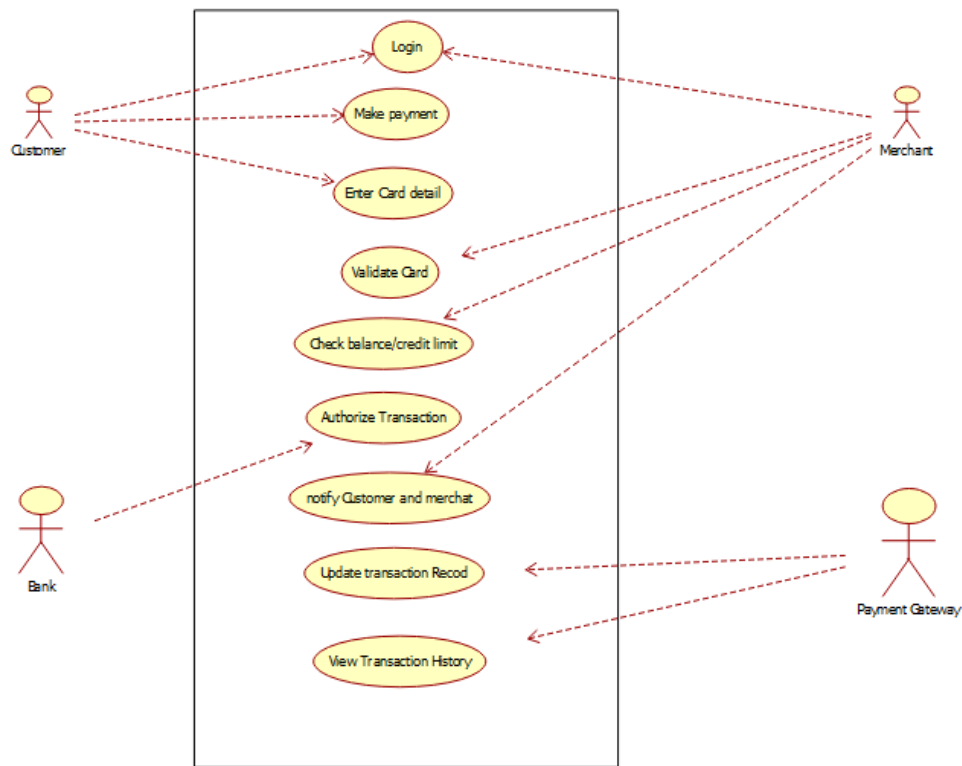 Login
Make payment
Customer
Merchant
Enter Card detail
Validate Card
Check balance/credit limit
Authorize Transaction
notify Customer and merchat
Bank
Update transaction Recod
Payment Gateway
View Transaction History